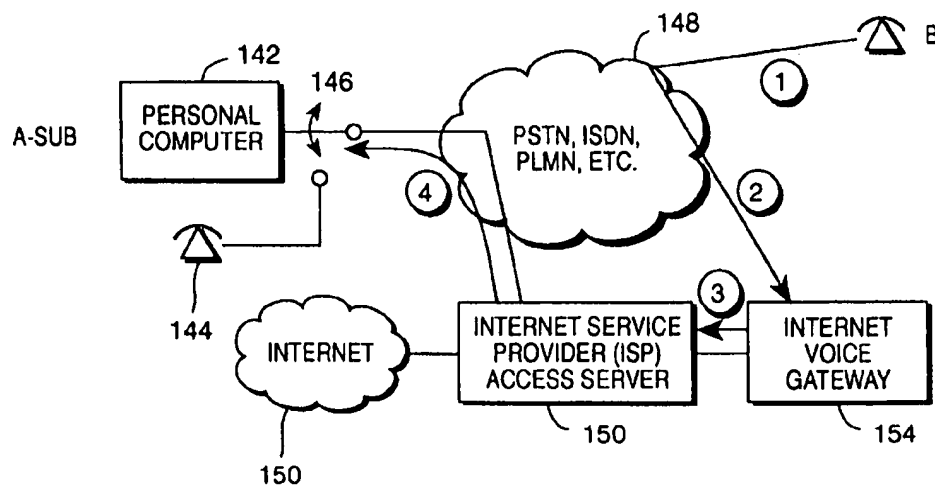 148
B
1
142
146
PERSONAL
COMPUTER
A-SUB
PSTN, ISDN,
PLMN, ETC.
4
2
3
144
INTERNET
INTERNET SERVICE
PROVIDER (ISP)
ACCESS SERVER
INTERNET
VOICE
GATEWAY
150
150
154